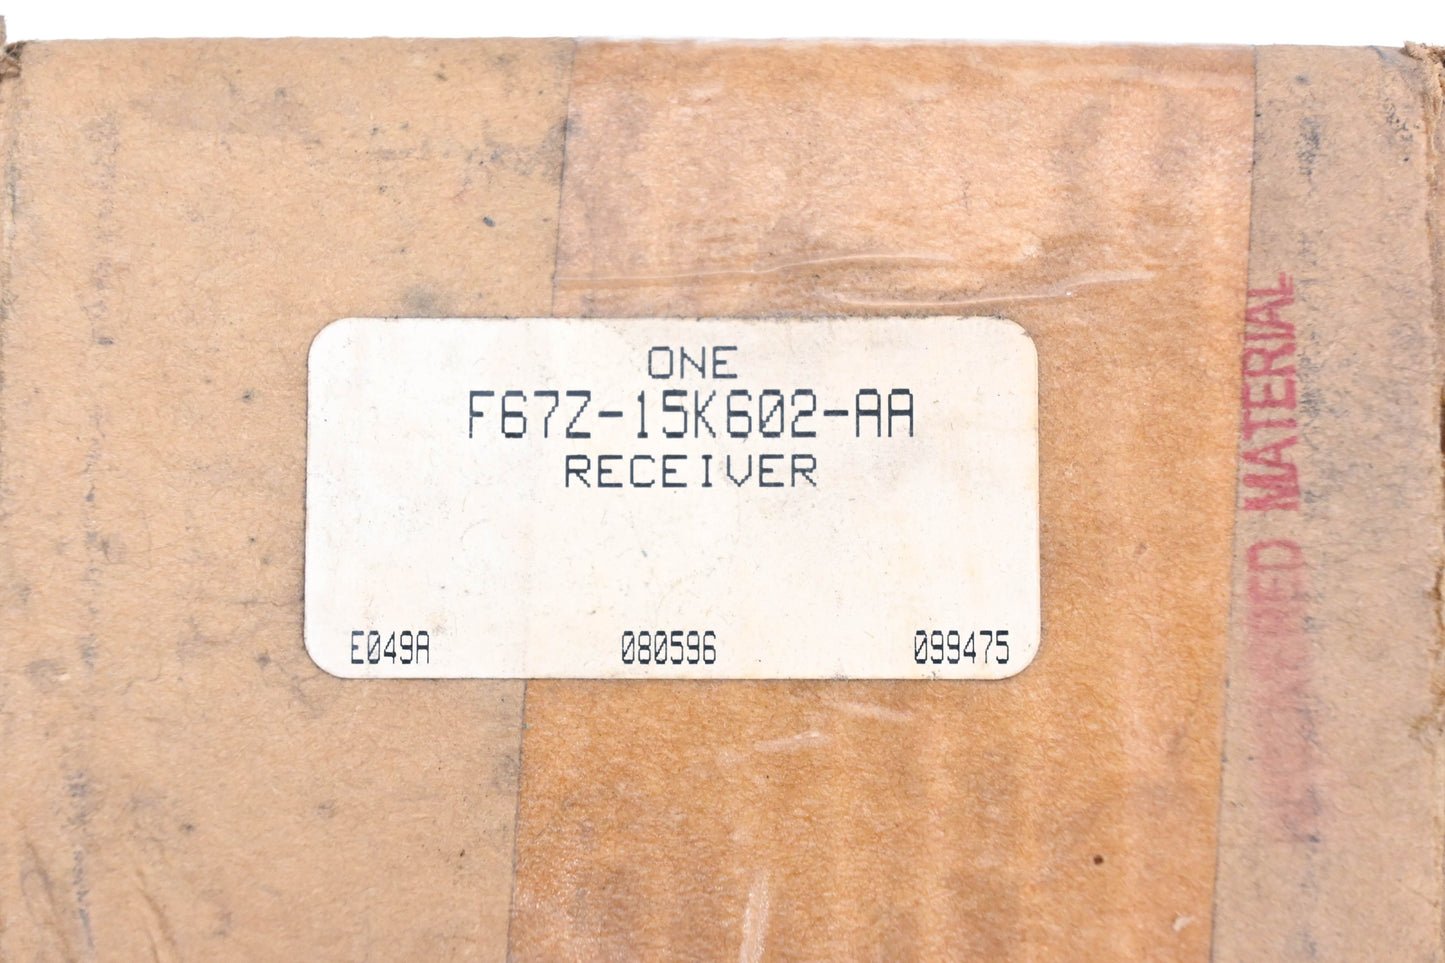 ONE
F67Z-15K602-AA
RECEIVER
E049A 080596 099475
MATERIAL